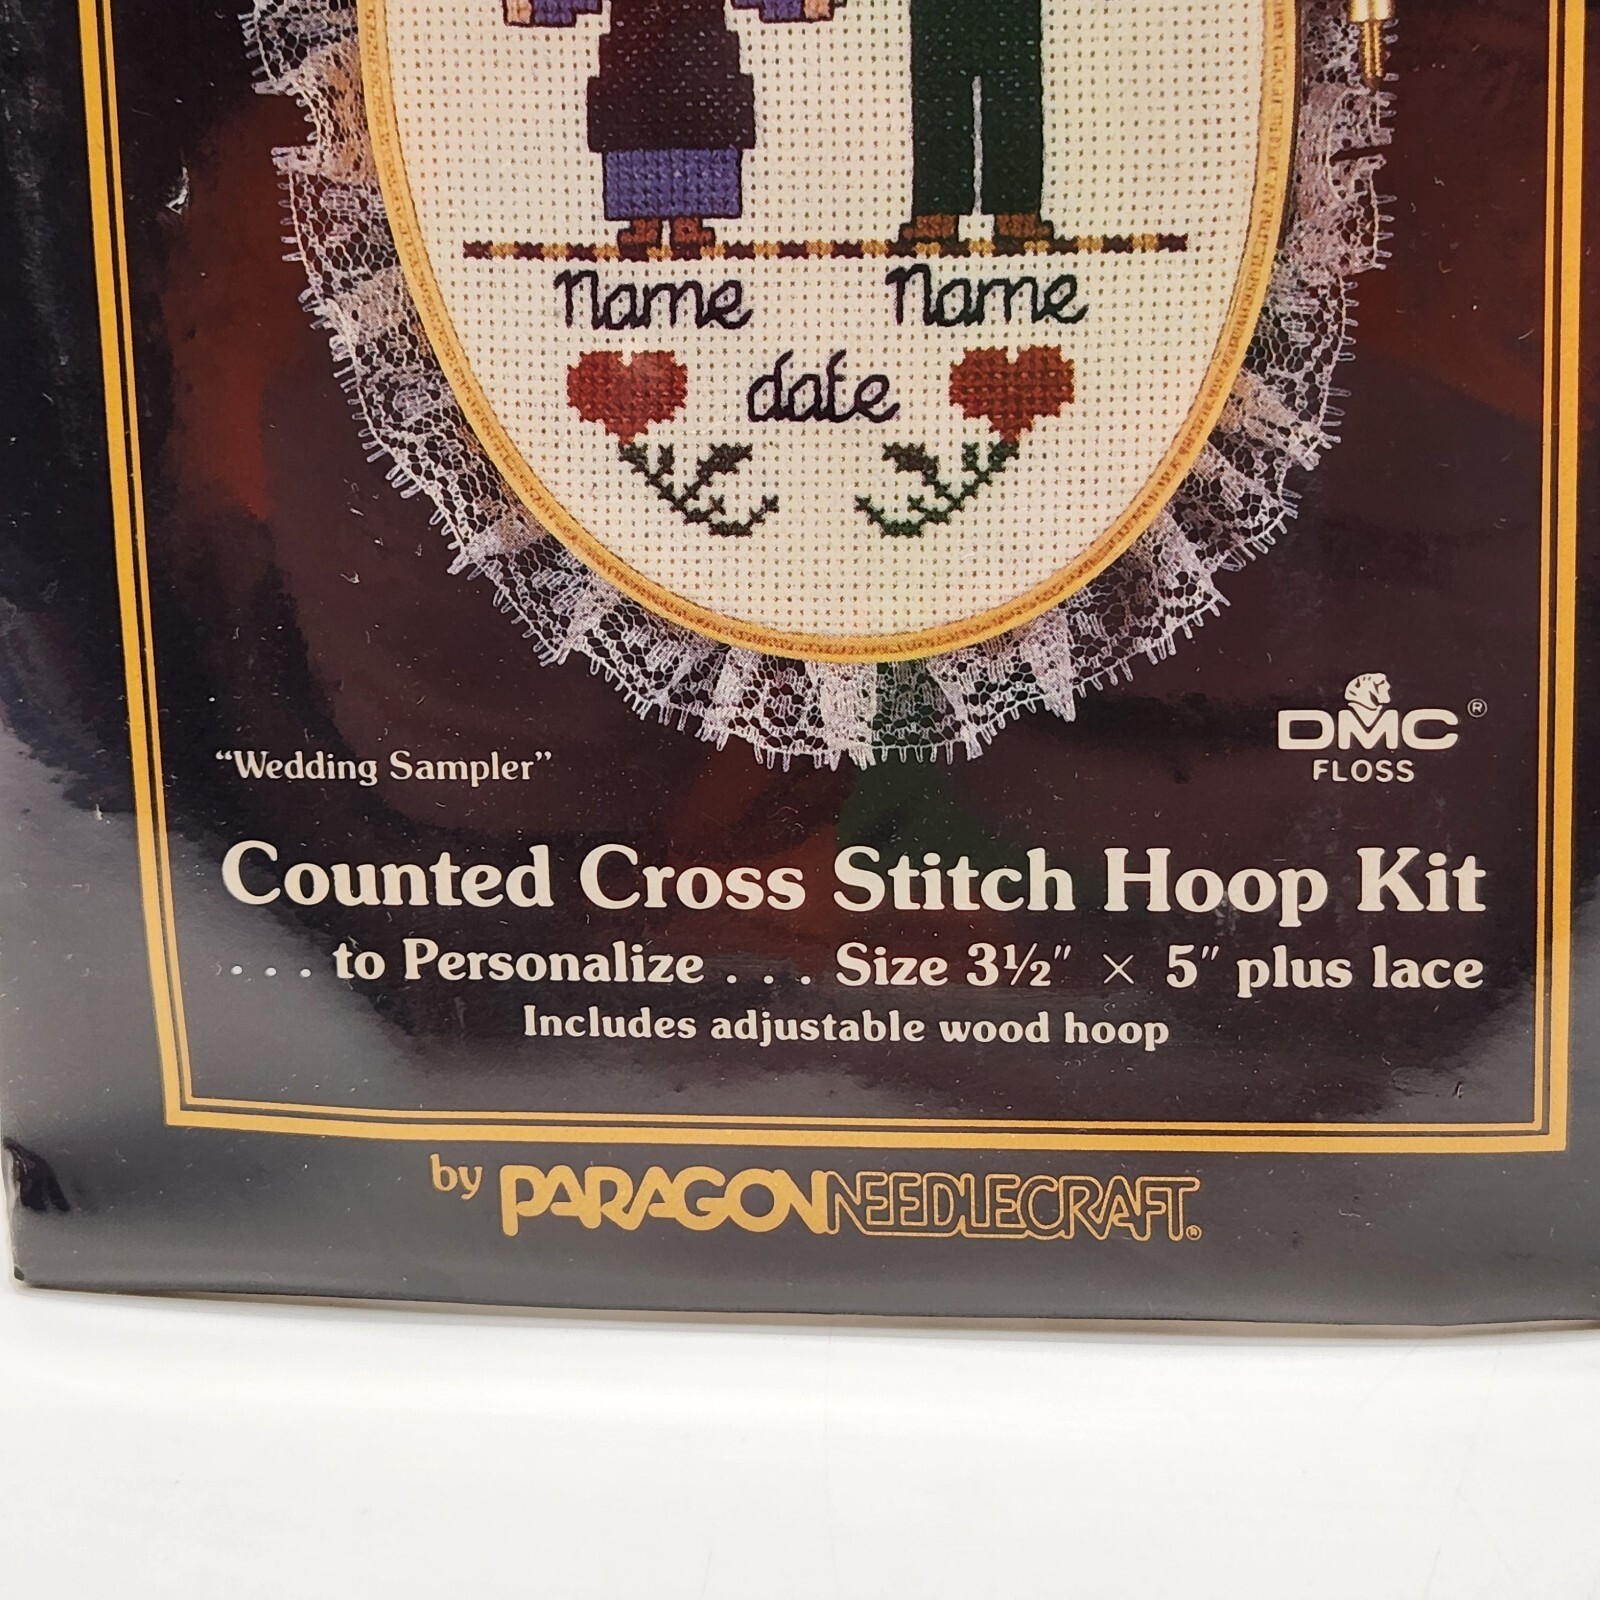 Name Name
date
DMC®
FLOSS
“Wedding Sampler”
Counted Cross Stitch Hoop Kit
. . . to Personalize . . . Size 3½″ × 5″ plus lace
Includes adjustable wood hoop
by PARAGON NEEDLECRAFT®